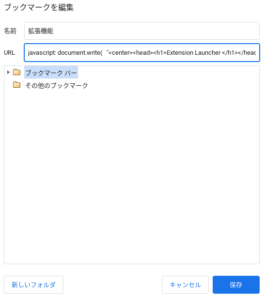 ブックマークを編集
名前 拡張機能
URL javascript: document.write( "<center><head><h1>Extension Launcher </h1></head
ブックマーク バー
その他のブックマーク
新しいフォルダ キャンセル 保存